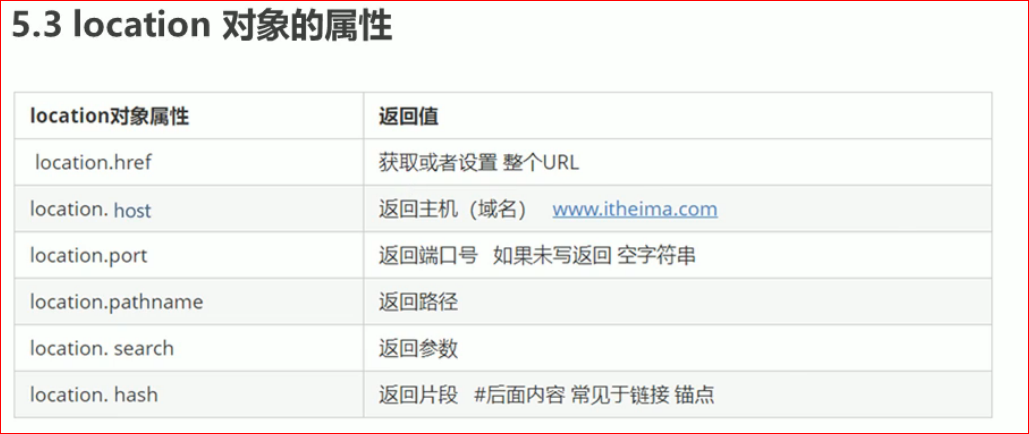 5.3 location 对象的属性
location对象属性 返回值
location.href 获取或者设置 整个URL
location. host 返回主机（域名） www.itheima.com
location.port 返回端口号 如果未写返回 空字符串
location.pathname 返回路径
location. search 返回参数
location. hash 返回片段 #后面内容 常见于链接 锚点